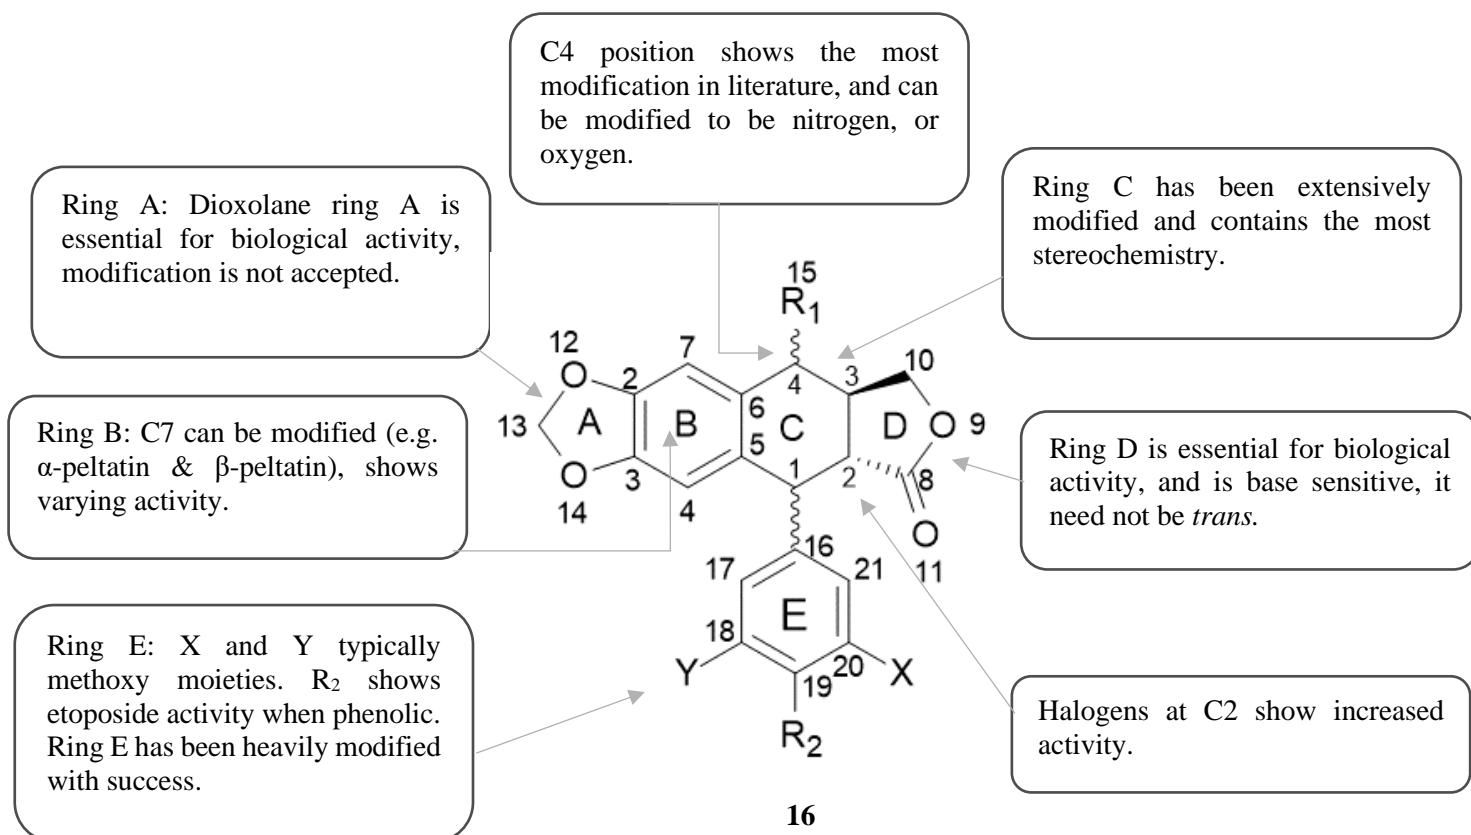 C4 position shows the most
modification in literature, and can
be modified to be nitrogen, or
oxygen.
Ring A: Dioxolane ring A is
essential for biological activity,
modification is not accepted.
Ring C has been extensively
modified and contains the most
stereochemistry.
15
R1
12
O
7
10
2
4
3
13
A
B
6
C
D
O
9
5
1
O
3
2
8
14
4
O
11
16
17
21
E
18
20
Y
19
X
R2
Ring B: C7 can be modified (e.g.
α-peltatin & β-peltatin), shows
varying activity.
Ring D is essential for biological
activity, and is base sensitive, it
need not be trans.
Ring E: X and Y typically
methoxy moieties. R2 shows
etoposide activity when phenolic.
Ring E has been heavily modified
with success.
Halogens at C2 show increased
activity.
16